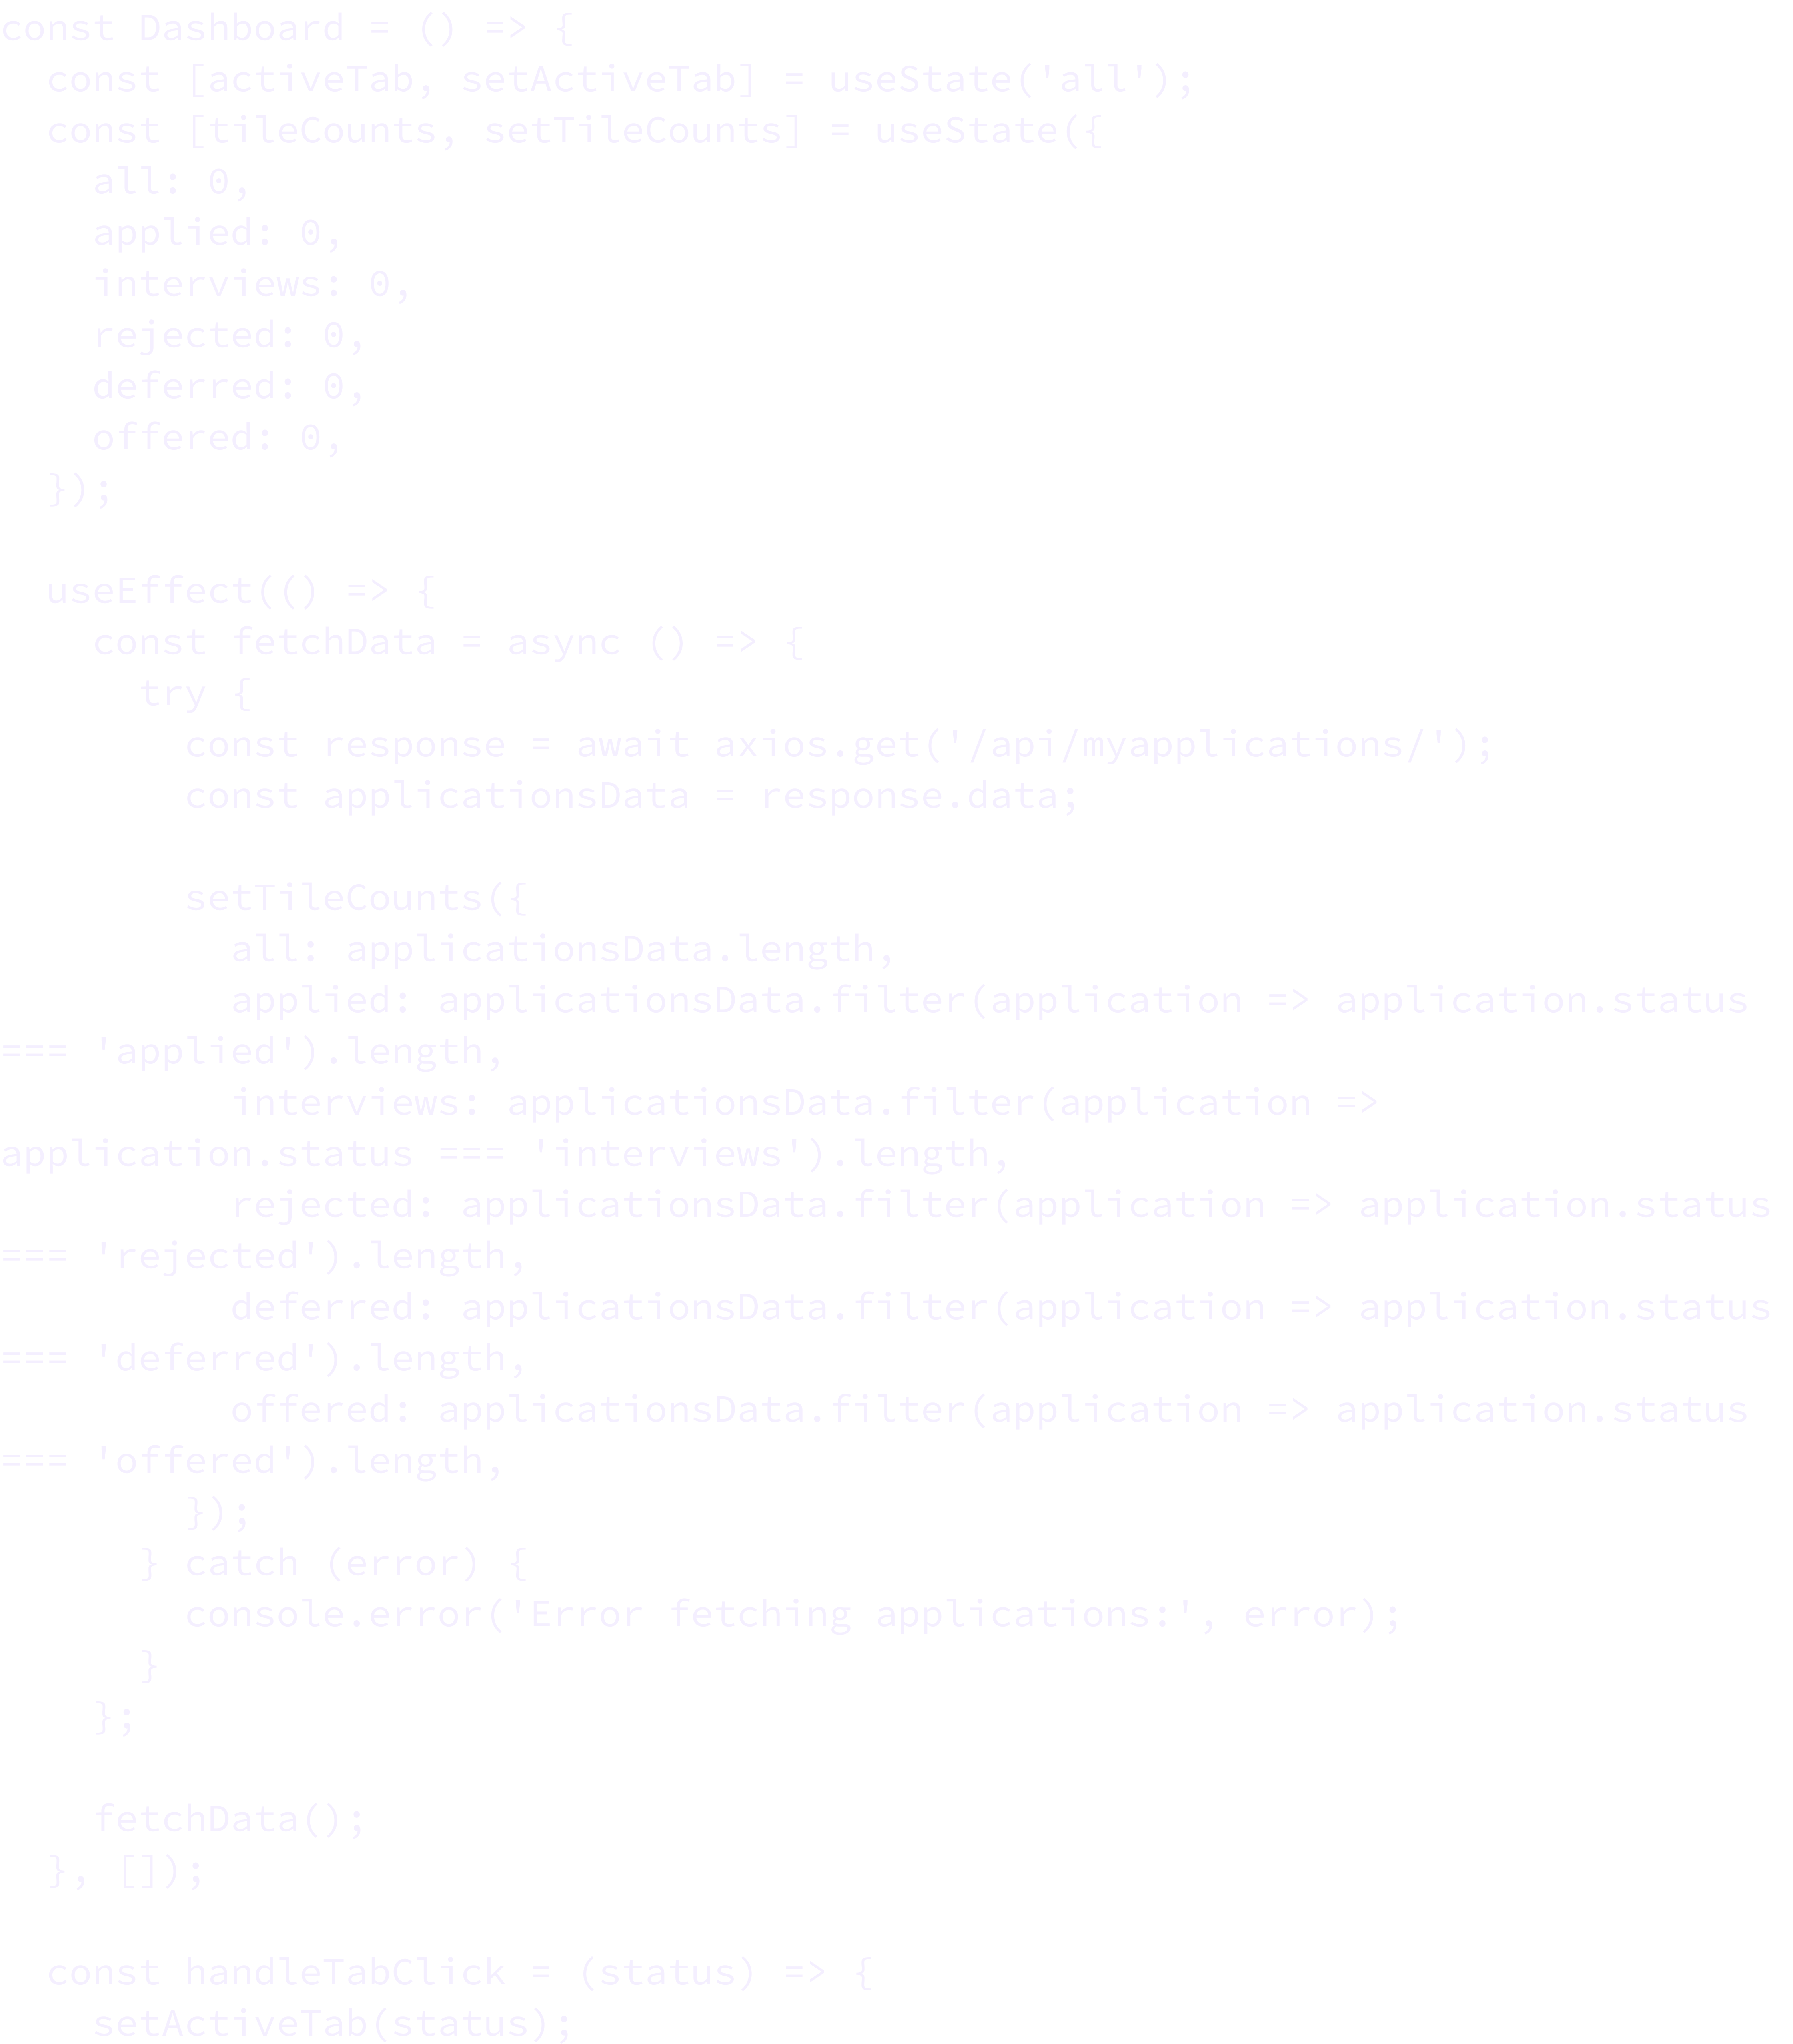 const Dashboard = () => {
  const [activeTab, setActiveTab] = useState('all');
  const [tileCounts, setTileCounts] = useState({
    all: 0,
    applied: 0,
    interviews: 0,
    rejected: 0,
    deferred: 0,
    offered: 0,
  });

  useEffect(() => {
    const fetchData = async () => {
      try {
        const response = await axios.get('/api/myapplications/');
        const applicationsData = response.data;

        setTileCounts({
          all: applicationsData.length,
          applied: applicationsData.filter(application => application.status
=== 'applied').length,
          interviews: applicationsData.filter(application =>
application.status === 'interviews').length,
          rejected: applicationsData.filter(application => application.status
=== 'rejected').length,
          deferred: applicationsData.filter(application => application.status
=== 'deferred').length,
          offered: applicationsData.filter(application => application.status
=== 'offered').length,
        });
      } catch (error) {
        console.error('Error fetching applications:', error);
      }
    };

    fetchData();
  }, []);

  const handleTabClick = (status) => {
    setActiveTab(status);